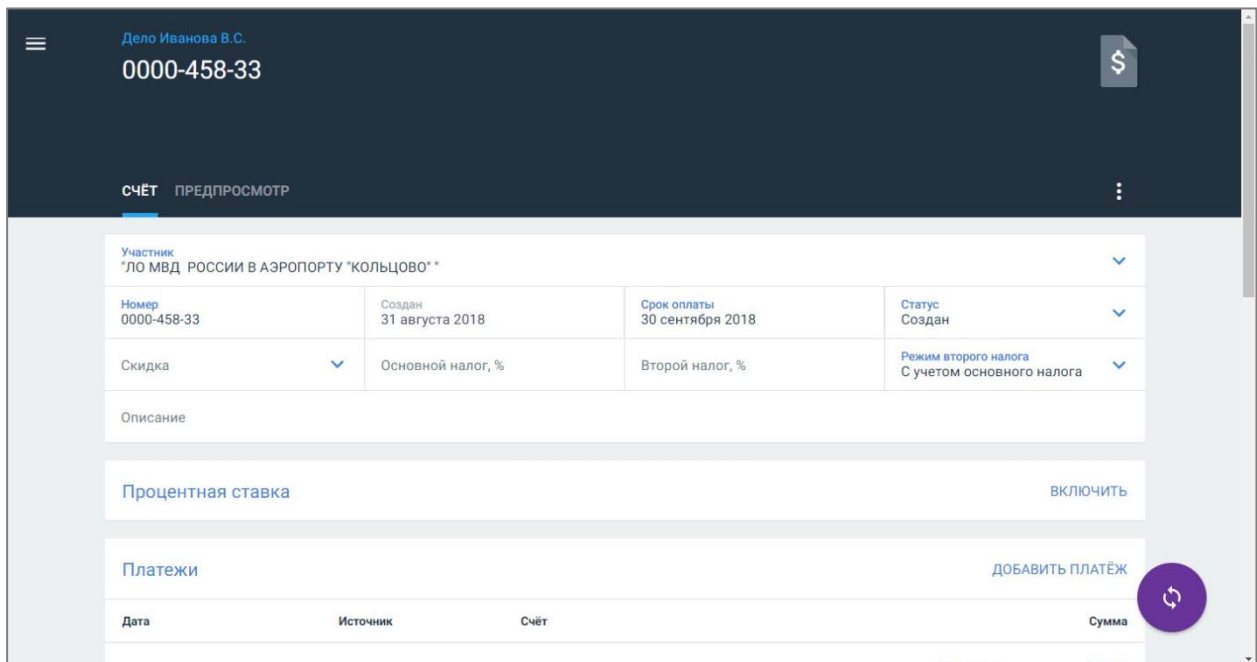 Дело Иванова В.С.
0000-458-33
$
СЧЁТ ПРЕДПРОСМОТР
Участник
"ЛО МВД РОССИИ В АЭРОПОРТУ "КОЛЬЦОВО" "
Номер Создан Срок оплаты Статус
0000-458-33 31 августа 2018 30 сентября 2018 Создан
Скидка Основной налог, % Второй налог, % Режим второго налога
С учетом основного налога
Описание
Процентная ставка ВКЛЮЧИТЬ
Платежи ДОБАВИТЬ ПЛАТЁЖ
Дата Источник Счёт Сумма